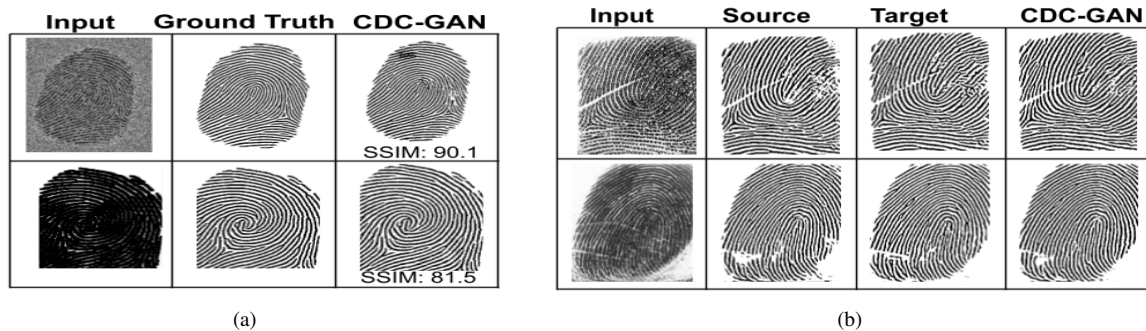 Input Ground Truth CDC-GAN
SSIM: 90.1
SSIM: 81.5
(a)
Input Source Target CDC-GAN
(b)